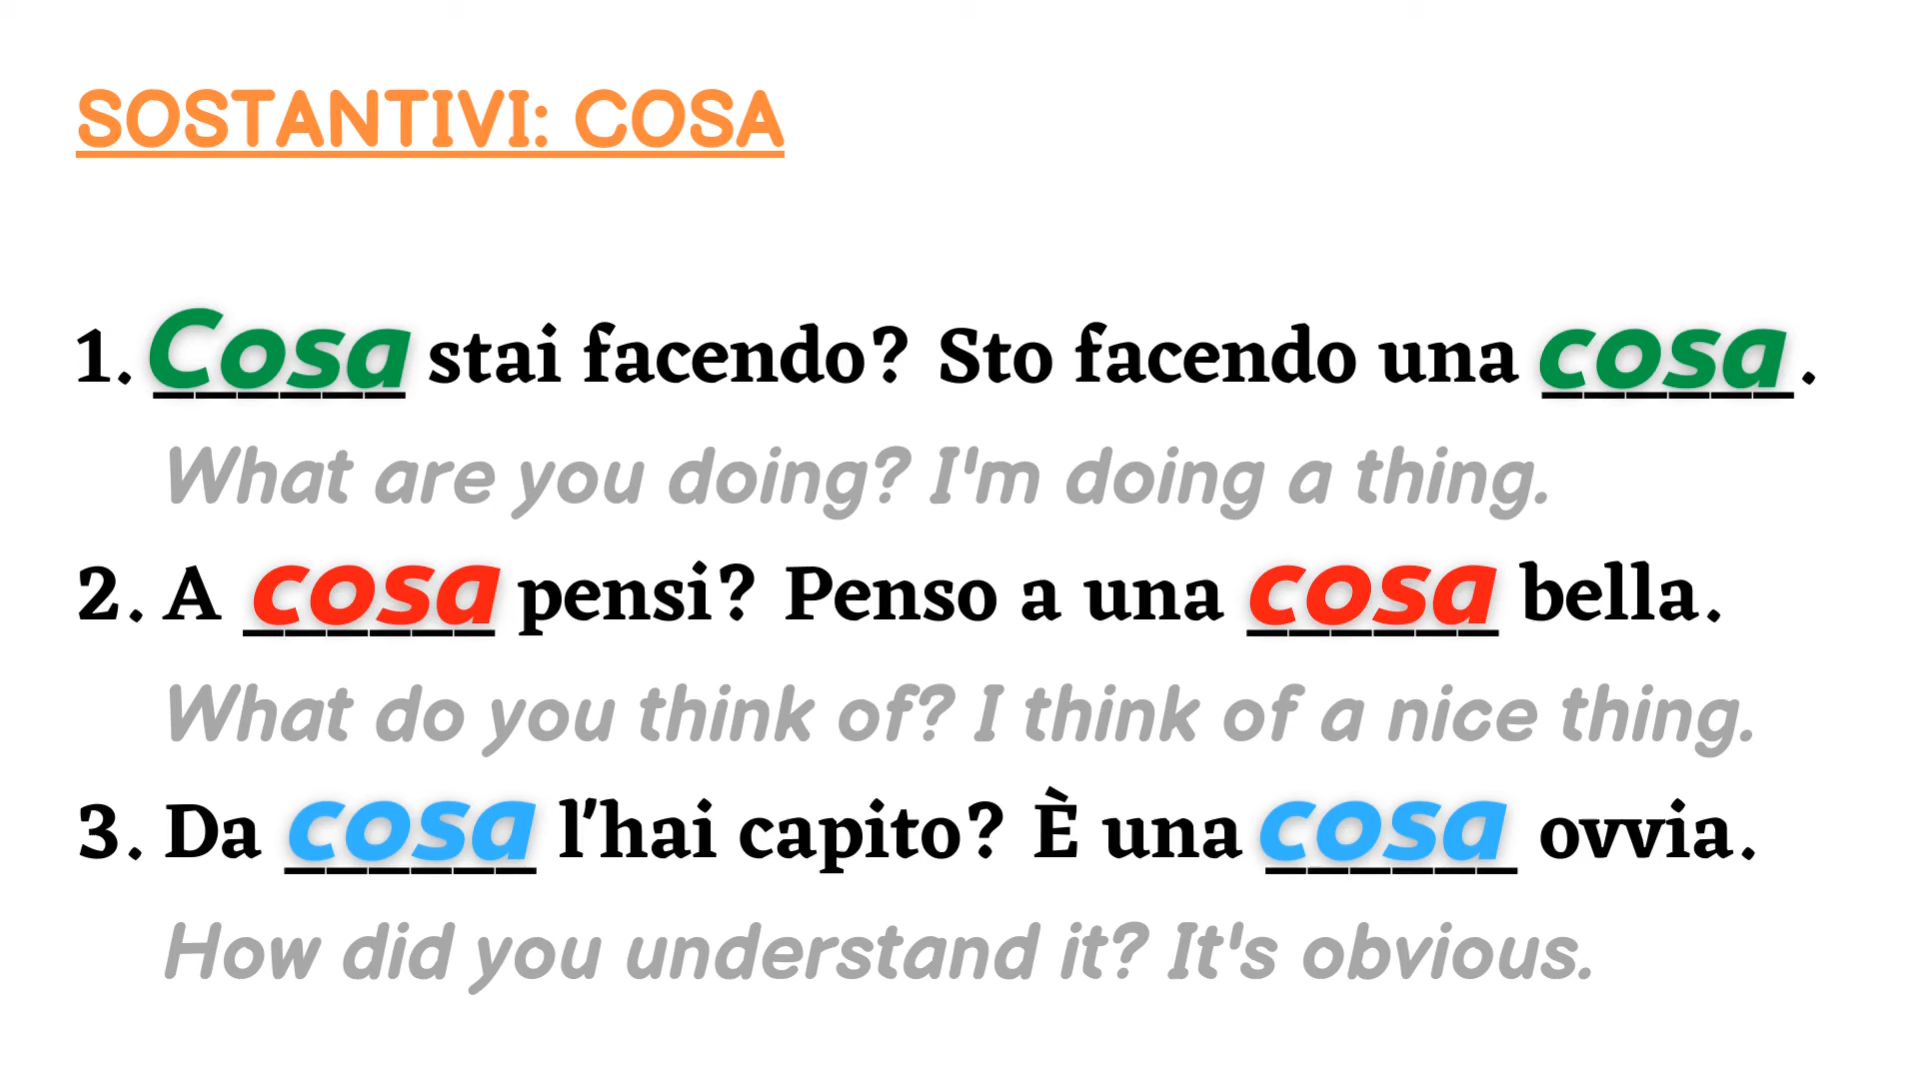 SOSTANTIVI: COSA
1. Cosa stai facendo? Sto facendo una cosa.
What are you doing? I'm doing a thing.
2. A cosa pensi? Penso a una cosa bella.
What do you think of? I think of a nice thing.
3. Da cosa l'hai capito? È una cosa ovvia.
How did you understand it? It's obvious.